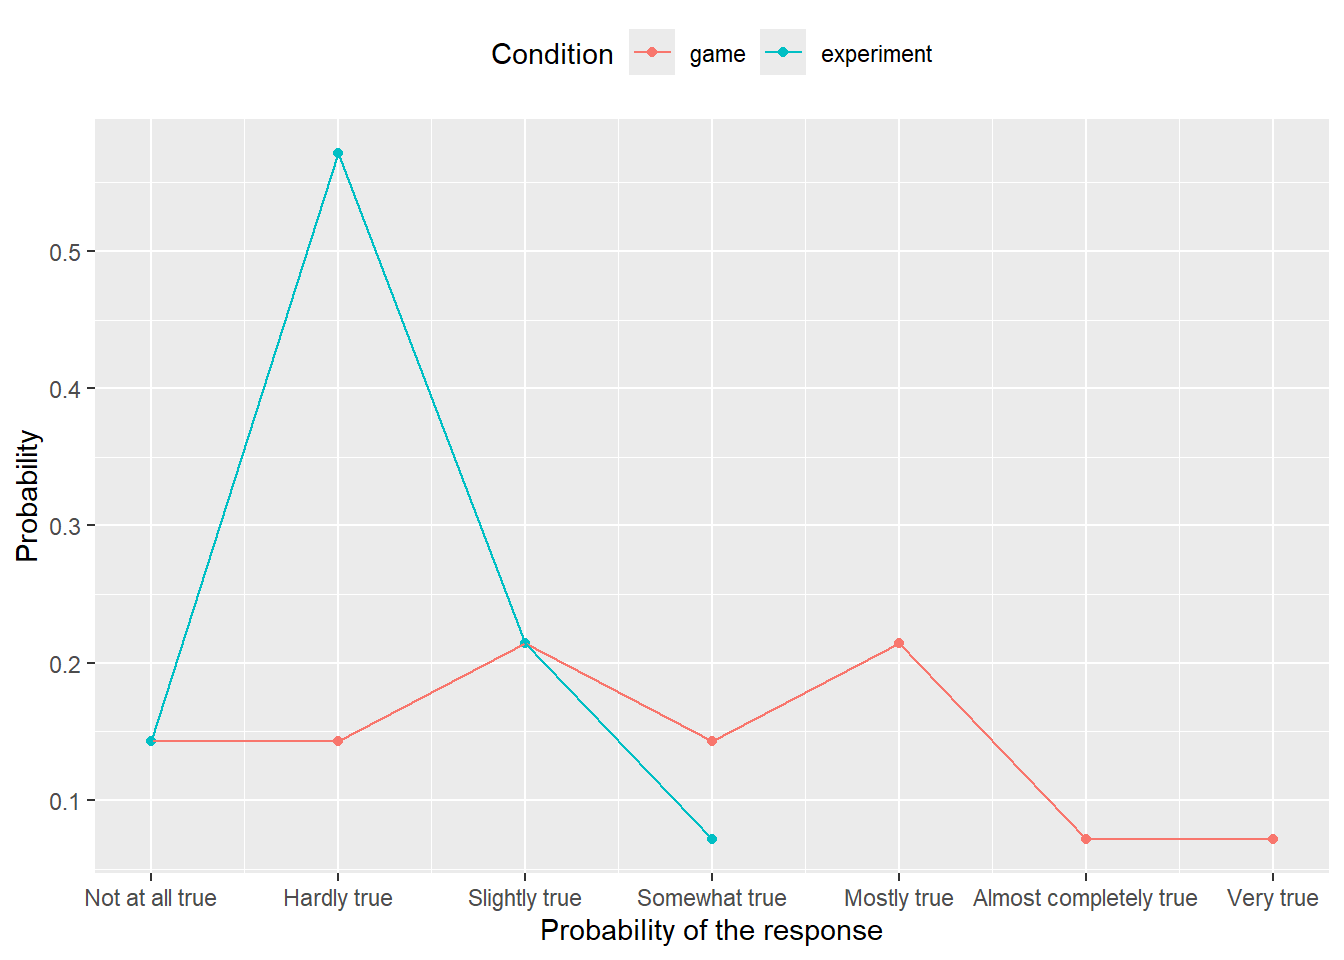 Condition game experiment
Probability
0.5
0.4
0.3
0.2
0.1
Not at all true Hardly true Slightly true Somewhat true Mostly true Almost completely true Very true
Probability of the response